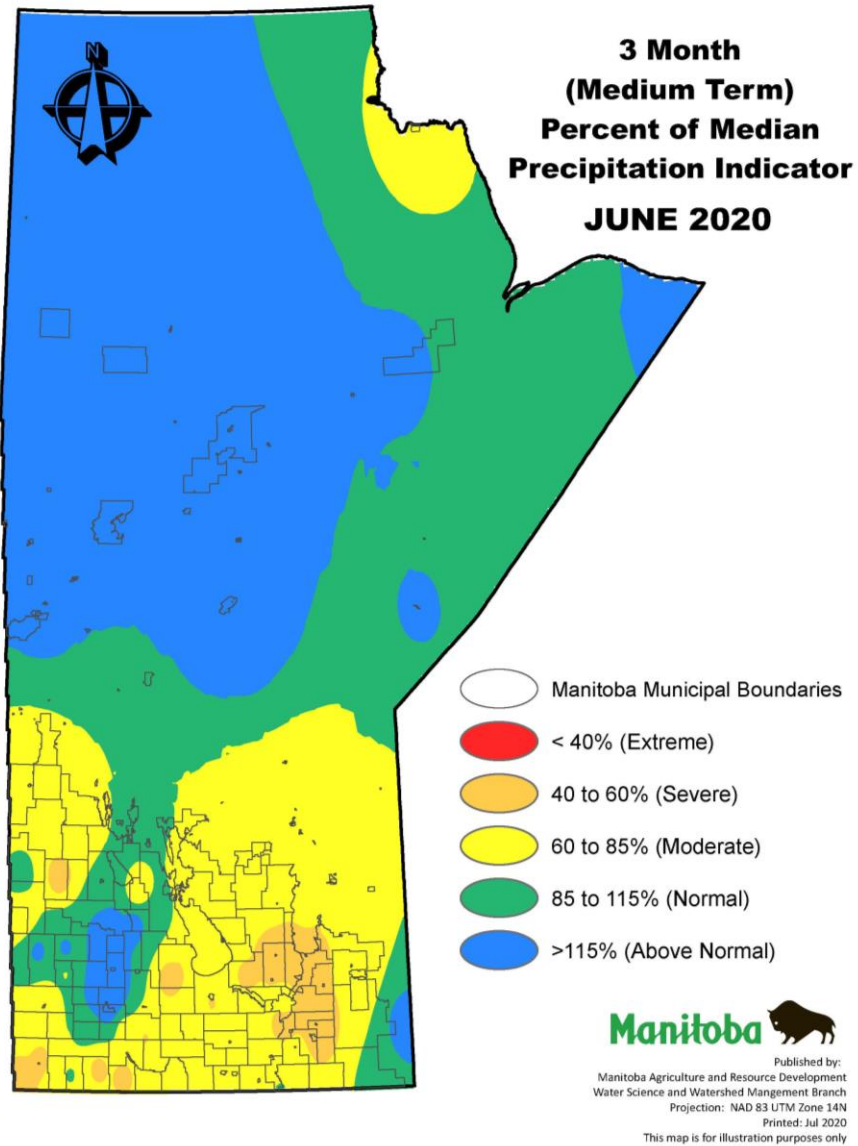 N
3 Month
(Medium Term)
Percent of Median
Precipitation Indicator
JUNE 2020
Manitoba Municipal Boundaries
< 40% (Extreme)
40 to 60% (Severe)
60 to 85% (Moderate)
85 to 115% (Normal)
>115% (Above Normal)
Manitoba
Published by:
Manitoba Agriculture and Resource Development
Water Science and Watershed Mangement Branch
Projection: NAD 83 UTM Zone 14N
Printed: Jul 2020
This map is for illustration purposes only